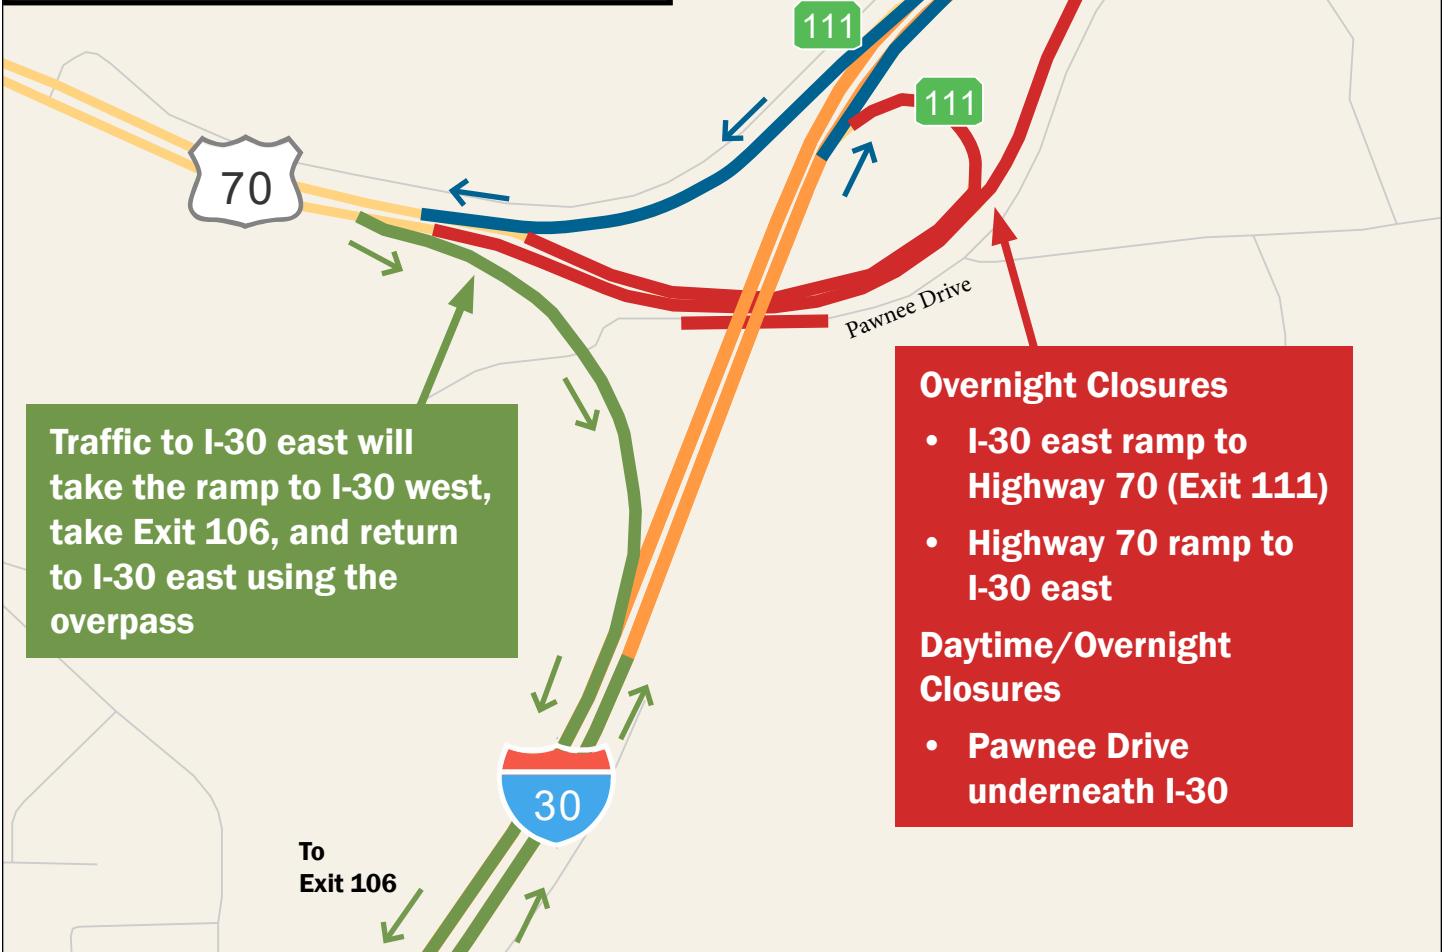 111
111
70
Pawnee Drive
Traffic to I-30 east will
take the ramp to I-30 west,
take Exit 106, and return
to I-30 east using the
overpass
Overnight Closures
• I-30 east ramp to
Highway 70 (Exit 111)
• Highway 70 ramp to
I-30 east
Daytime/Overnight
Closures
• Pawnee Drive
underneath I-30
30
To
Exit 106